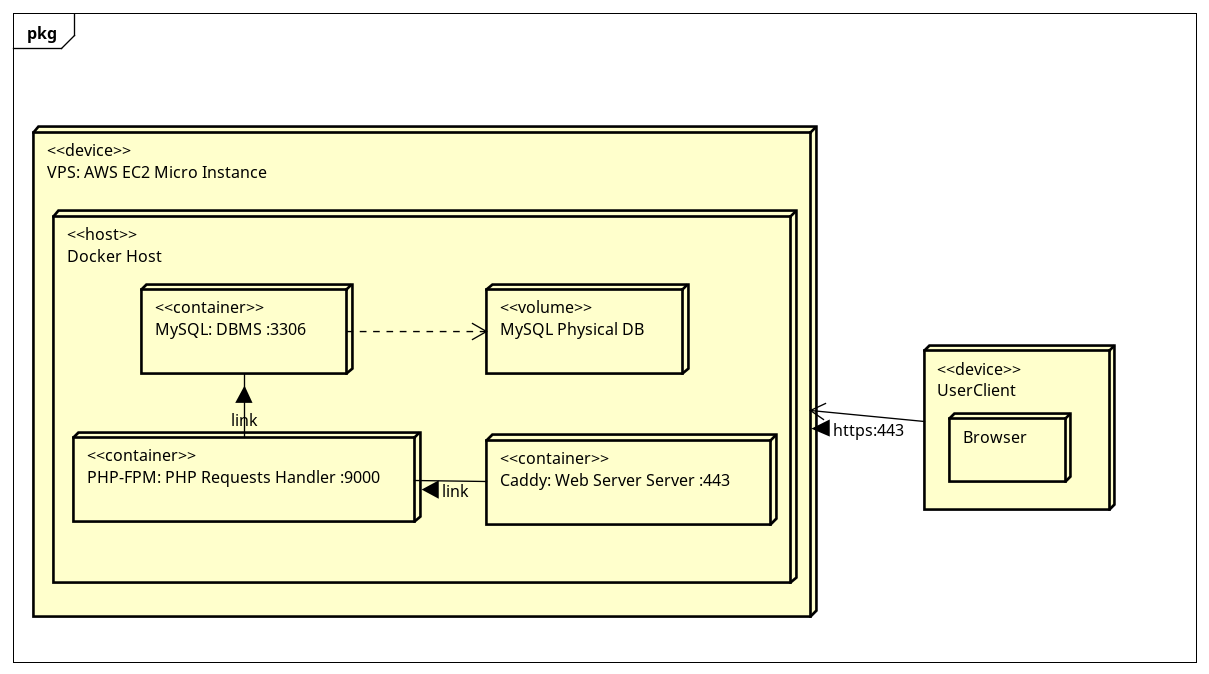 pkg
<<device>>
VPS: AWS EC2 Micro Instance
<<host>>
Docker Host
<<container>>
MySQL: DBMS :3306
<<volume>>
MySQL Physical DB
link
<<container>>
PHP-FPM: PHP Requests Handler :9000
link
<<container>>
Caddy: Web Server Server :443
https:443
<<device>>
UserClient
Browser